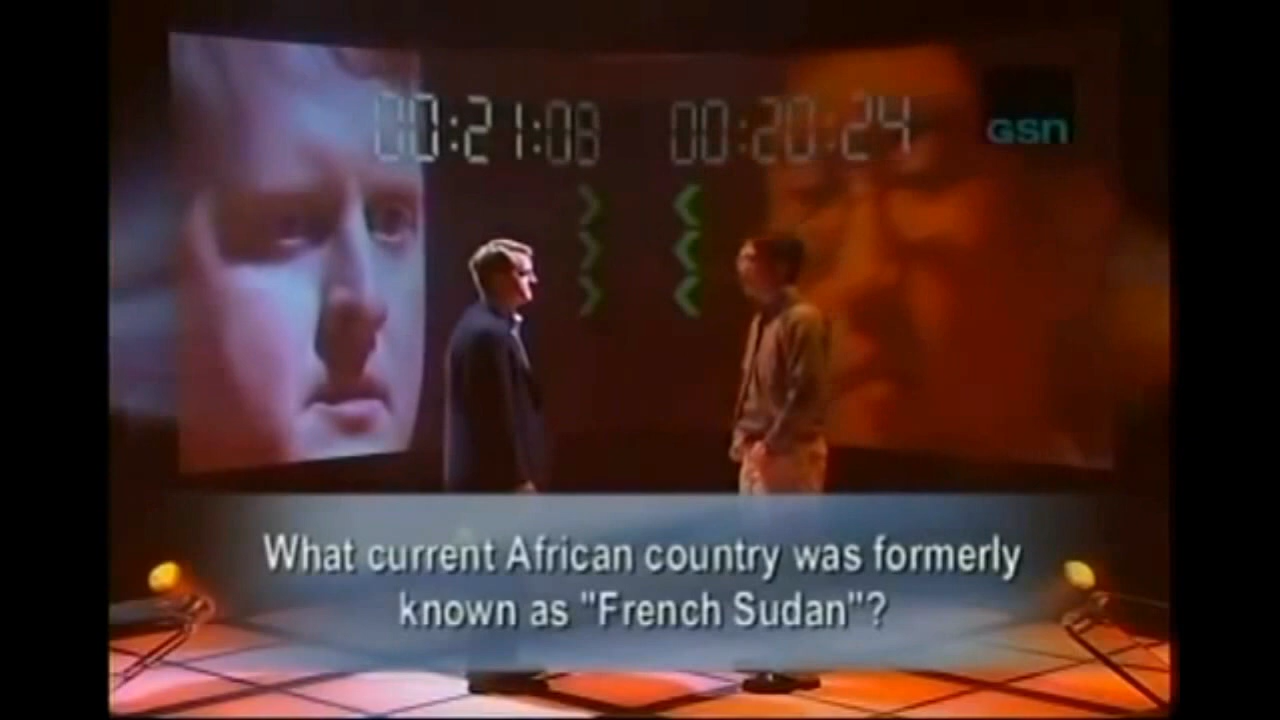 00:21:08
00:20:24
GSN
What current African country was formerly
known as "French Sudan"?